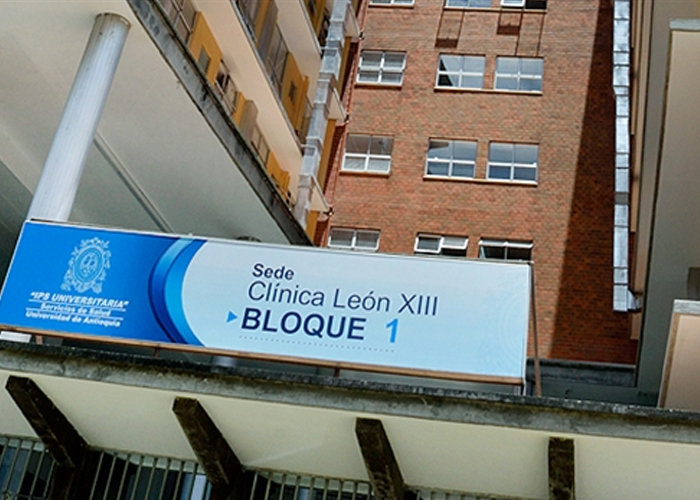 "IPS UNIVERSITARIA"
Servicios de Salud
Universidad de Antioquia
Sede
Clínica León XIII
BLOQUE 1